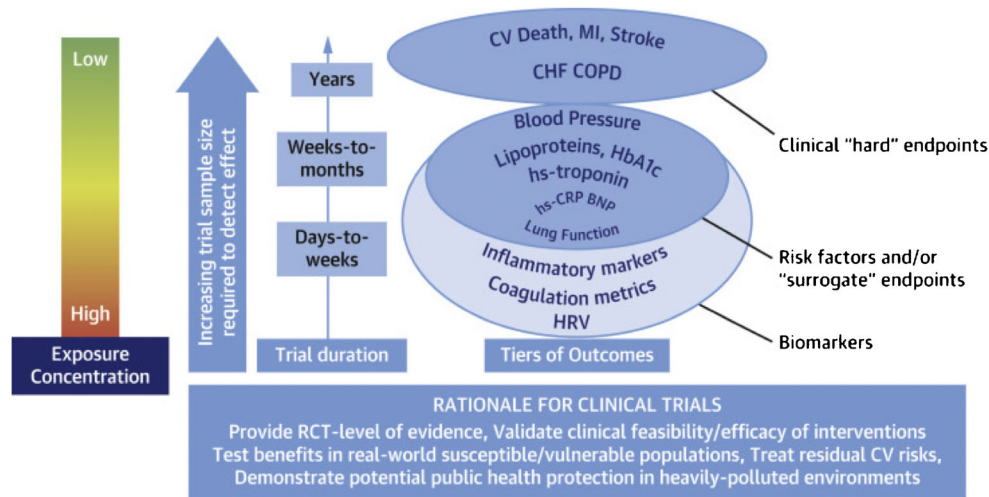 Low
High
Exposure
Concentration
Increasing trial sample size
required to detect effect
Years
Weeks-to-
months
Days-to-
weeks
Trial duration
CV Death, MI, Stroke
CHF COPD
Blood Pressure
Lipoproteins, HbA1c
hs-troponin
hs-CRP BNP
Lung Function
Inflammatory markers
Coagulation metrics
HRV
Tiers of Outcomes
Clinical “hard” endpoints
Risk factors and/or
“surrogate” endpoints
Biomarkers
RATIONALE FOR CLINICAL TRIALS
Provide RCT-level of evidence, Validate clinical feasibility/efficacy of interventions
Test benefits in real-world susceptible/vulnerable populations, Treat residual CV risks,
Demonstrate potential public health protection in heavily-polluted environments